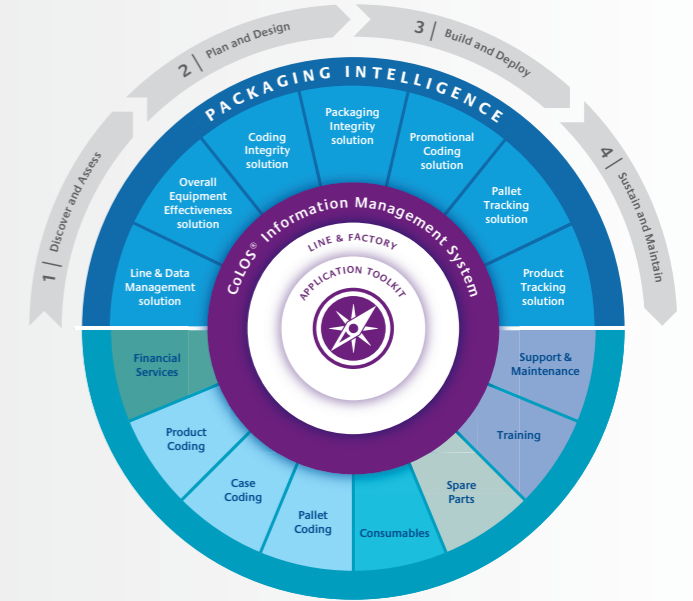 1 | Discover and Assess
2 | Plan and Design
3 | Build and Deploy
4 | Sustain and Maintain
PACKAGING INTELLIGENCE
Line & Data
Management
solution
Overall
Equipment
Effectiveness
solution
Coding
Integrity
solution
Packaging
Integrity
solution
Promotional
Coding
solution
Pallet
Tracking
solution
Product
Tracking
solution
CoLOS® Information Management System
LINE & FACTORY
APPLICATION TOOLKIT
Financial
Services
Product
Coding
Case
Coding
Pallet
Coding
Consumables
Spare
Parts
Training
Support &
Maintenance